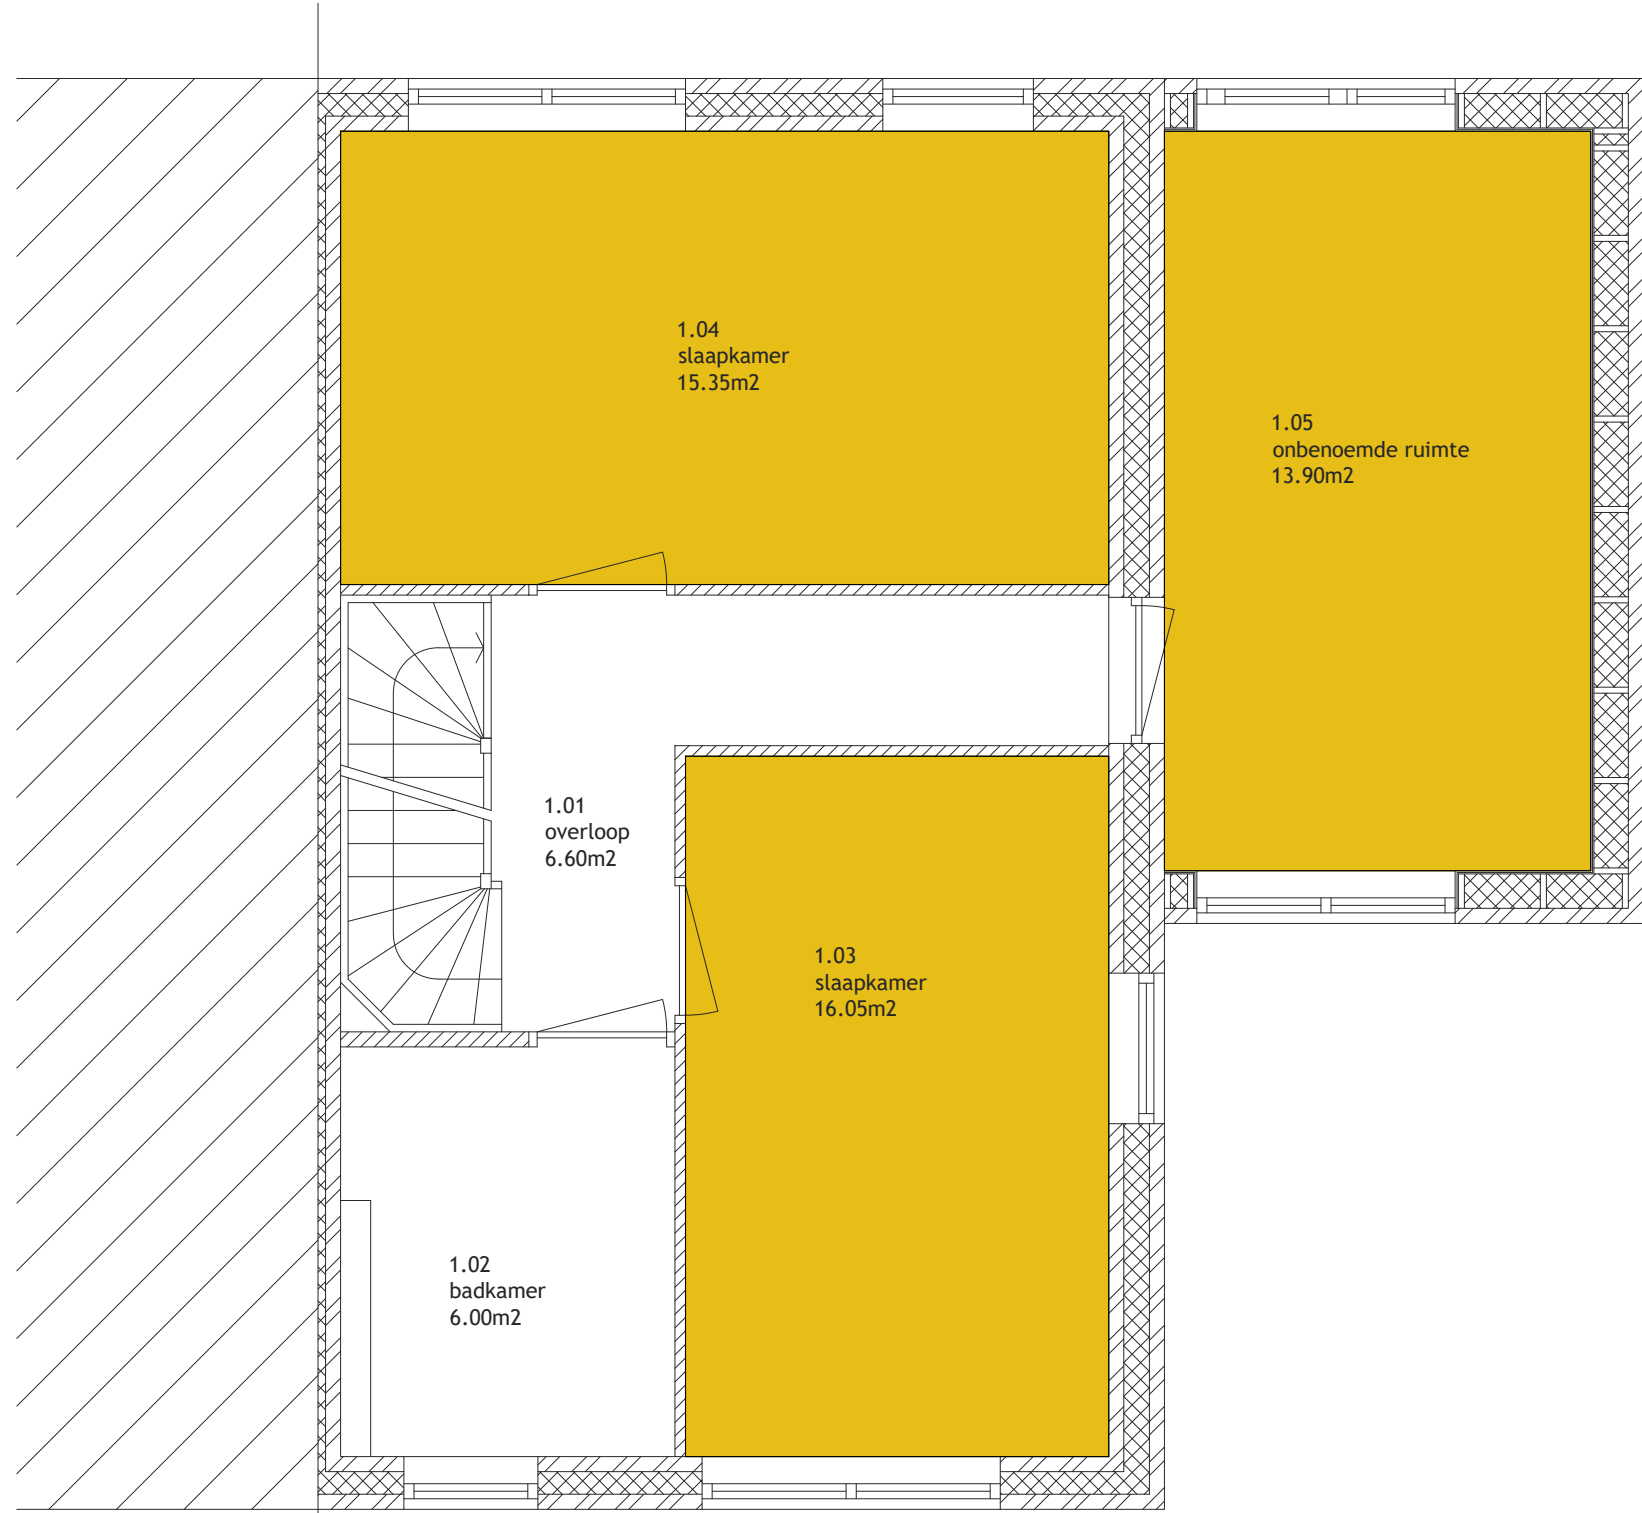 1.04
slaapkamer
15.35m2
1.05
onbenoemde ruimte
13.90m2
1.01
overloop
6.60m2
1.03
slaapkamer
16.05m2
1.02
badkamer
6.00m2